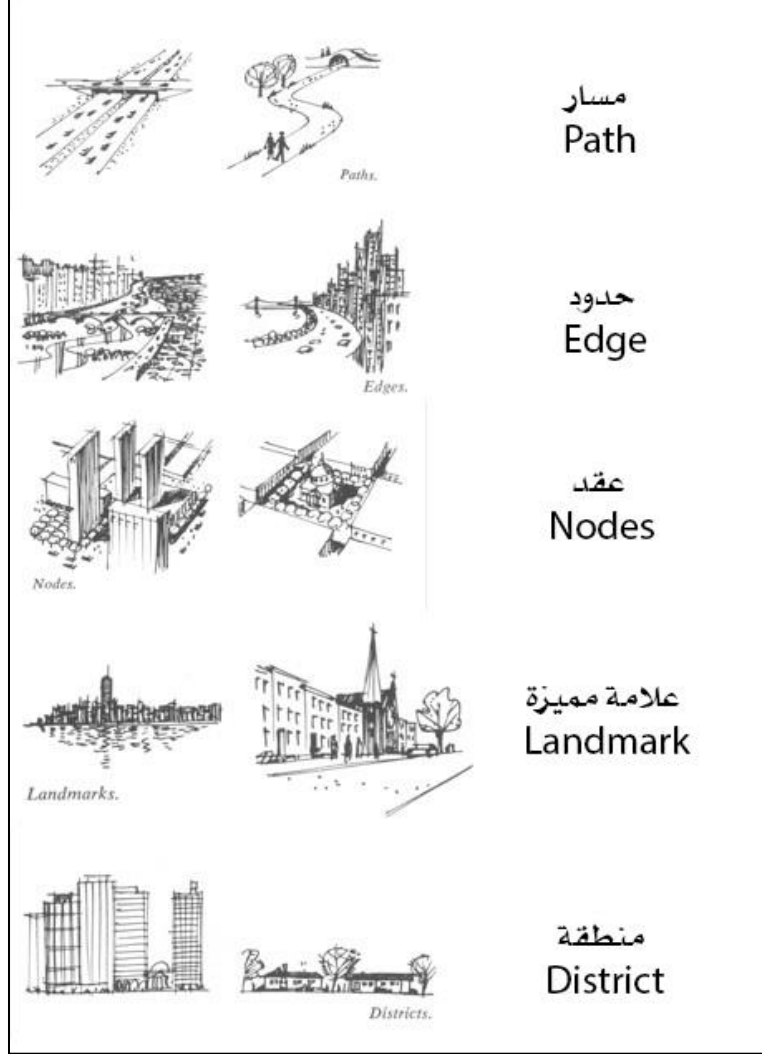 Paths.
مسار
Path
Edges.
حدود
Edge
Nodes.
عقد
Nodes
Landmarks.
علامة مميزة
Landmark
Districts.
منطقة
District